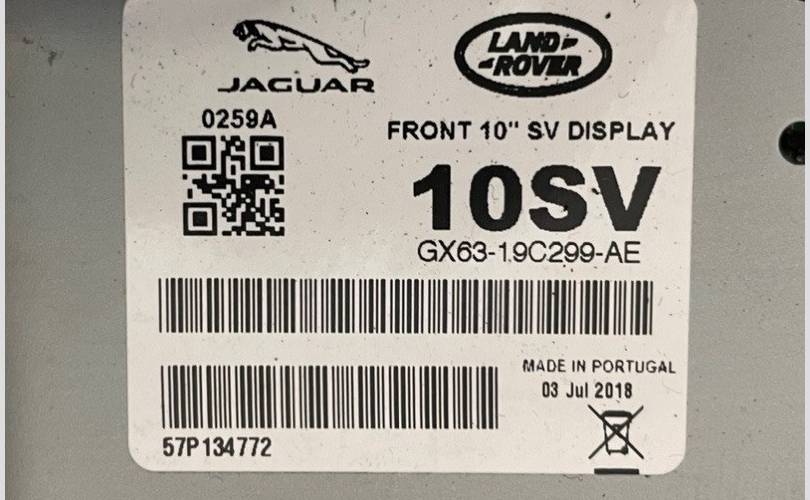 JAGUAR
LAND-
-ROVER
0259A
FRONT 10" SV DISPLAY
10SV
GX63-19C299-AE
MADE IN PORTUGAL
03 Jul 2018
57P134772